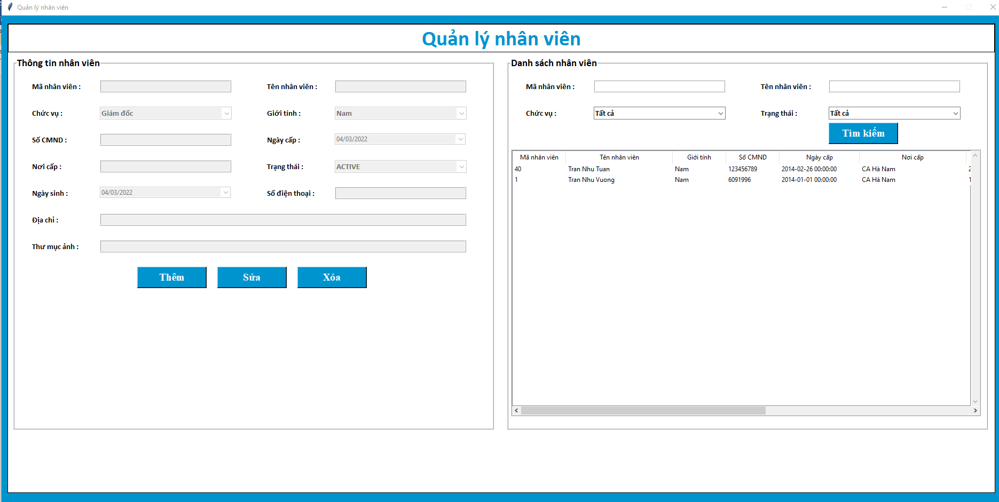 Quản lý nhân viên
Quản lý nhân viên
Thông tin nhân viên
Mã nhân viên : Tên nhân viên :
Chức vụ : Giám đốc Giới tính : Nam
Số CMND : Ngày cấp : 04/03/2022
Nơi cấp : Trạng thái : ACTIVE
Ngày sinh : 04/03/2022 Số điện thoại :
Địa chỉ :
Thư mục ảnh :
Thêm Sửa Xóa
Danh sách nhân viên
Mã nhân viên : Tên nhân viên :
Chức vụ : Tất cả Trạng thái : Tất cả
Tìm kiếm
Mã nhân viên Tên nhân viên Giới tính Số CMND Ngày cấp Nơi cấp
40 Tran Nhu Tuan Nam 123456789 2014-02-26 00:00:00 CA Hà Nam
1 Tran Nhu Vuong Nam 6091996 2014-01-01 00:00:00 CA Hà Nam